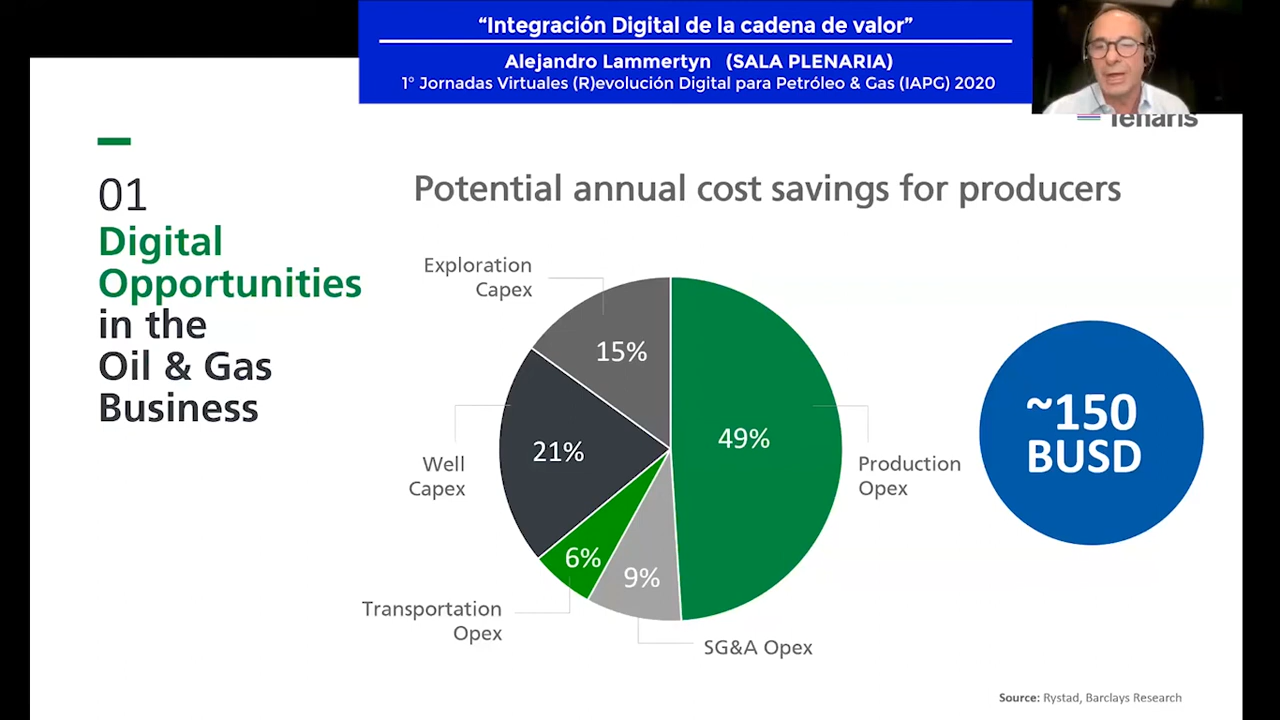 “Integración Digital de la cadena de valor”
Alejandro Lammertyn (SALA PLENARIA)
1° Jornadas Virtuales (R)evolución Digital para Petróleo & Gas (IAPG) 2020
Tenaris
01
Digital
Opportunities
in the
Oil & Gas
Business
Potential annual cost savings for producers
Exploration
Capex
15%
49%
Production
Opex
21%
Well
Capex
6%
Transportation
Opex
9%
SG&A Opex
~150
BUSD
Source: Rystad, Barclays Research